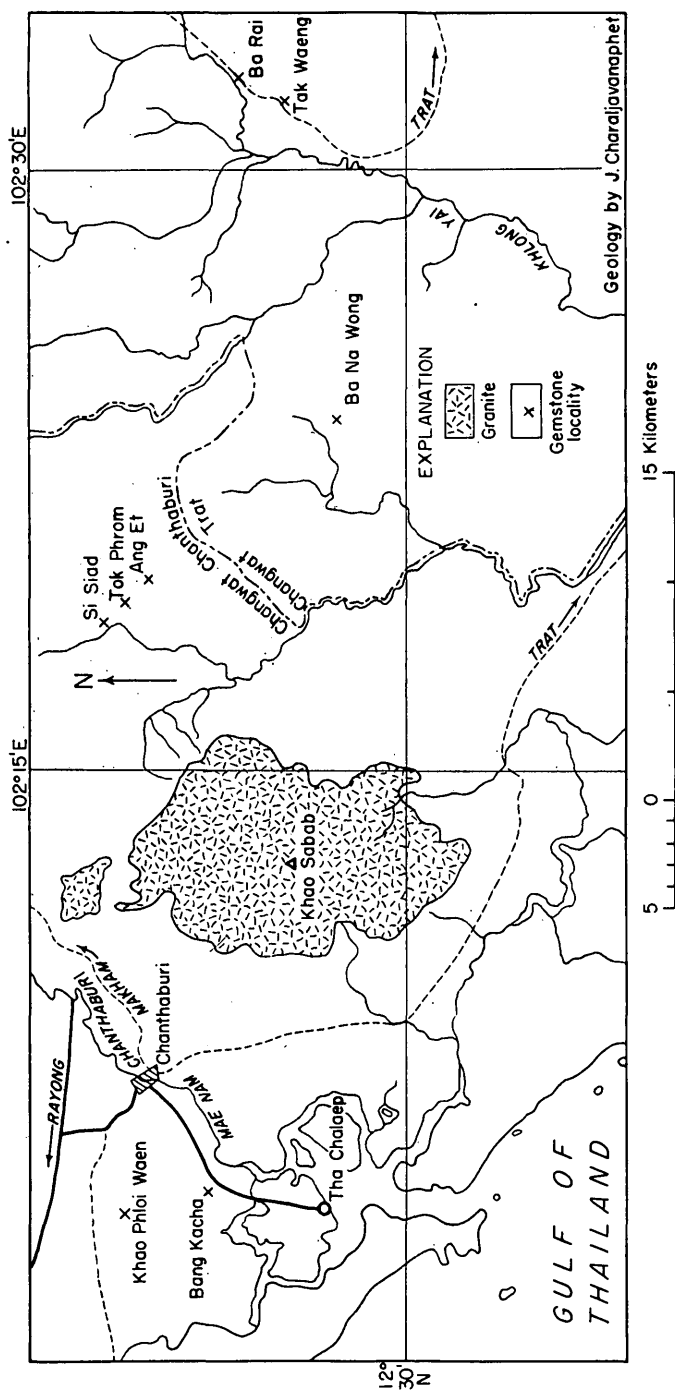 102°15'E
102°30'E
RAYONG
CHANTHABURI
MAKHAM
Chanthaburi
MAE NAM
Khao Phloi Waen
Bang Kacha
Tha Chalaep
Khao Sabab
Si Siad
Tok Phrom
Ang Et
N
Changwat Chanthaburi
Changwat Trat
Ba Rai
Tak Waeng
TRAT
Ba Na Wong
YAI
KHLONG
EXPLANATION
Granite
x
Gemstone
locality
TRAT
12°
30'
N
GULF OF
THAILAND
Geology by J. Charaljavanaphet
5 0 15 Kilometers